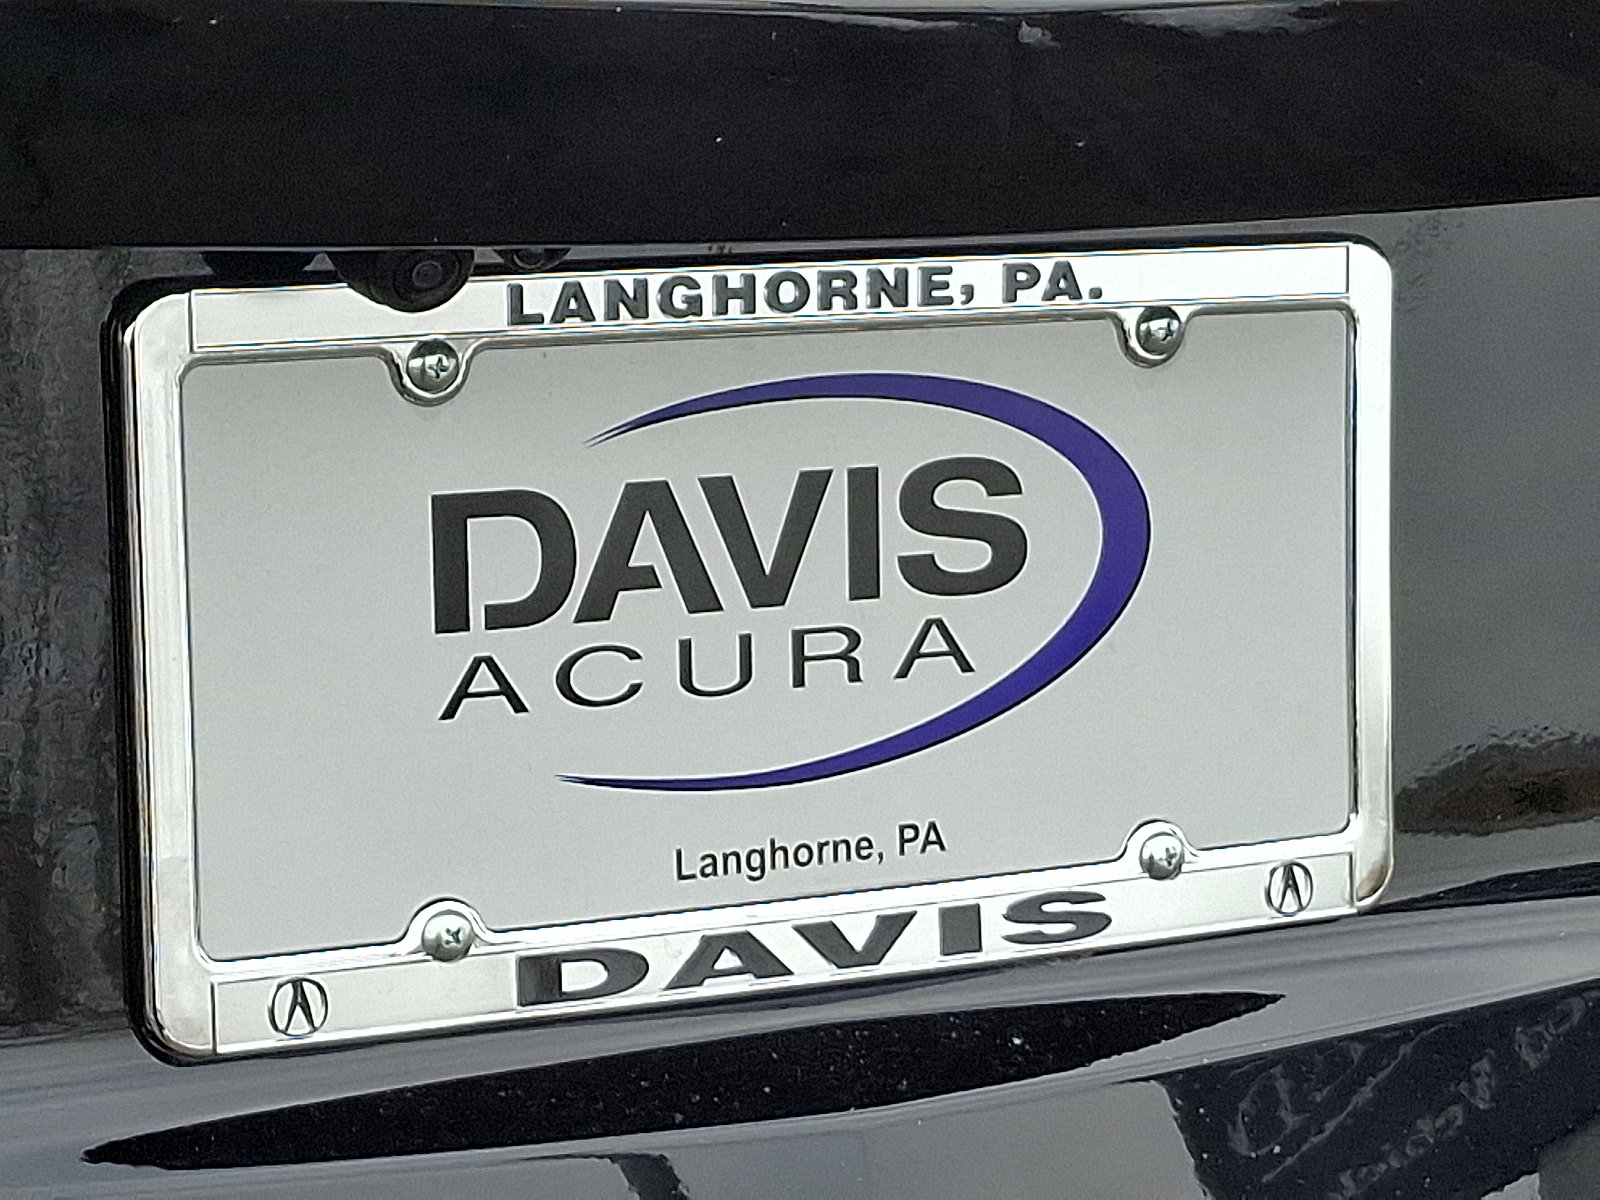 LANGHORNE, PA.
DAVIS
ACURA
Langhorne, PA
DAVIS